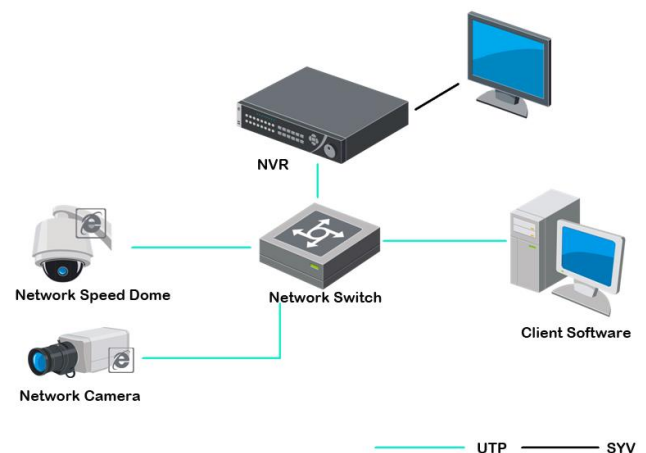 NVR
Network Speed Dome
Network Switch
Client Software
Network Camera
UTP
SYV